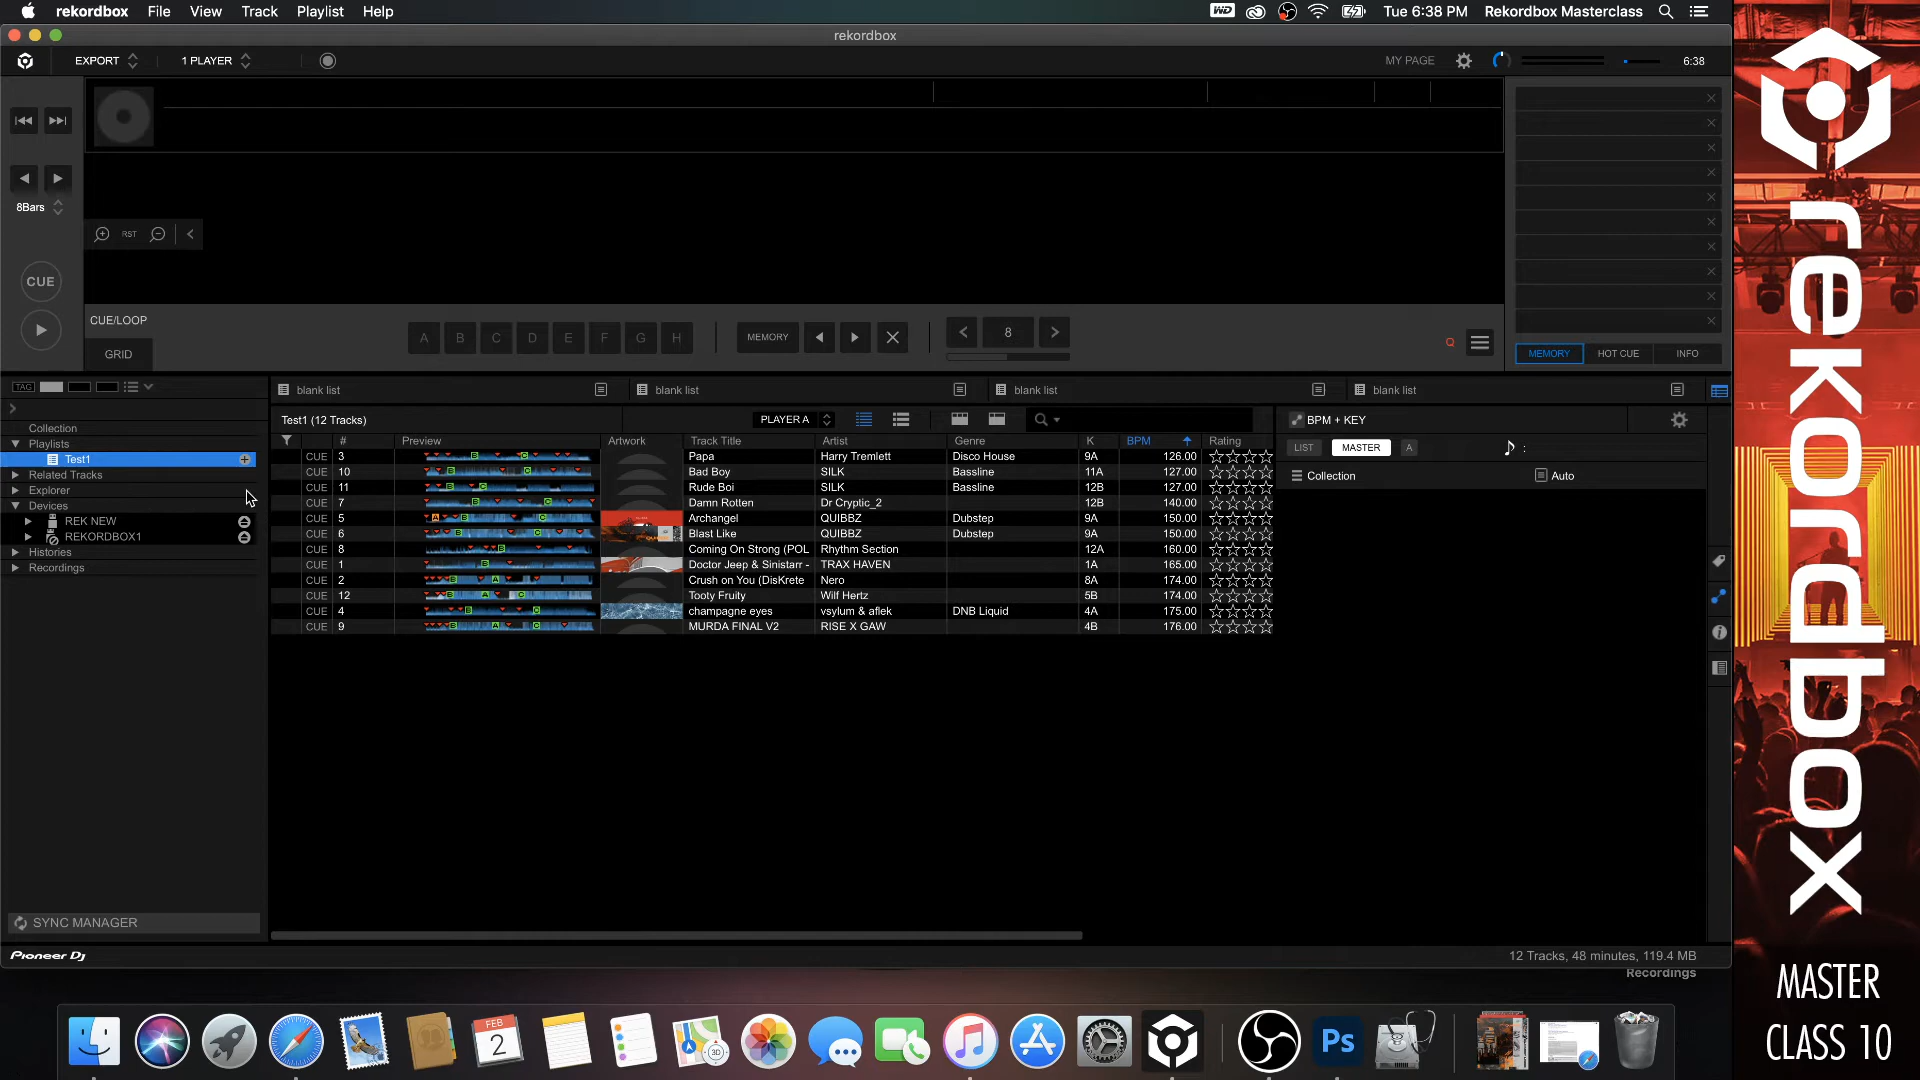 rekordbox File View Track Playlist Help
Tue 6:38 PM Rekordbox Masterclass
rekordbox
EXPORT 1 PLAYER
MY PAGE 6:38
8Bars
RST
CUE
CUE/LOOP
GRID
A B C D E F G H
MEMORY
8
Q
MEMORY HOT CUE INFO
TAG
blank list blank list blank list blank list
Collection
Playlists
Test1
Related Tracks
Explorer
Devices
REK NEW
REKORDBOX1
Histories
Recordings
SYNC MANAGER
Test1 (12 Tracks)
PLAYER A
# Preview Artwork Track Title Artist Genre K BPM Rating
CUE 3 B C Papa Harry Tremlett Disco House 9A 126.00
CUE 10 B C Bad Boy SILK Bassline 11A 127.00
CUE 11 B C Rude Boi SILK Bassline 12B 127.00
CUE 7 B C Damn Rotten Dr Cryptic_2 12B 140.00
CUE 5 A B C Archangel QUIBBZ Dubstep 9A 150.00
CUE 6 B C Blast Like QUIBBZ Dubstep 9A 150.00
CUE 8 B Coming On Strong (POL Rhythm Section 12A 160.00
CUE 1 B Doctor Jeep & Sinistarr - TRAX HAVEN 1A 165.00
CUE 2 B A C Crush on You (DisKrete Nero 8A 174.00
CUE 12 B A C Tooty Fruity Wilf Hertz 5B 174.00
CUE 4 B C champagne eyes vsylum & aflek DNB Liquid 4A 175.00
CUE 9 B A C MURDA FINAL V2 RISE X GAW 4B 176.00
BPM + KEY
LIST MASTER A :
Collection Auto
Pioneer Dj
12 Tracks, 48 minutes, 119.4 MB
Recordings
FEB
2
3D
Ps
rekordbox
MASTER
CLASS 10